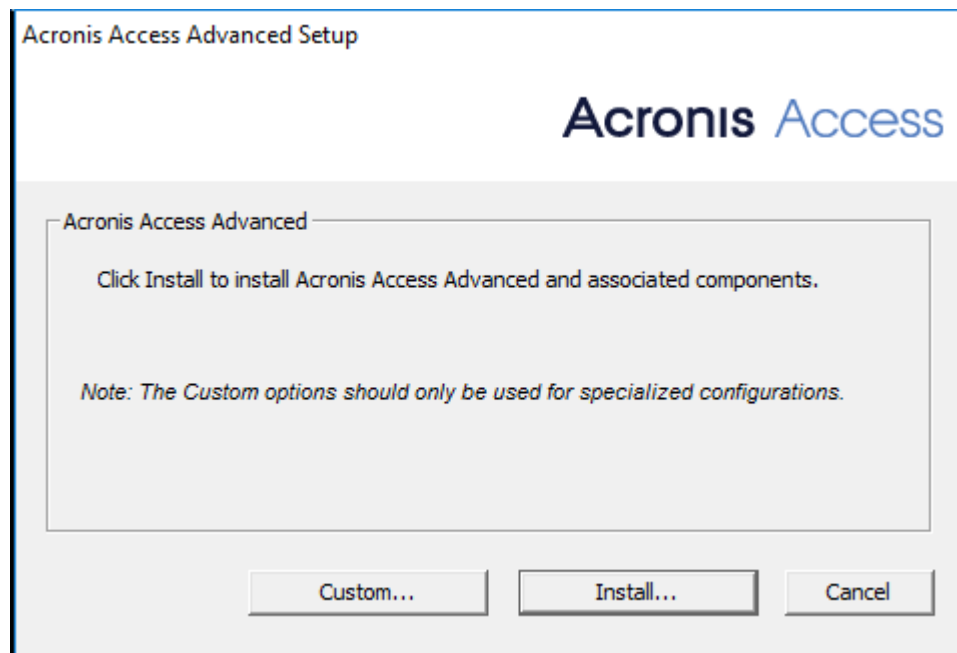 Acronis Access Advanced Setup
Acronis Access
Acronis Access Advanced
Click Install to install Acronis Access Advanced and associated components.
Note: The Custom options should only be used for specialized configurations.
Custom... Install... Cancel